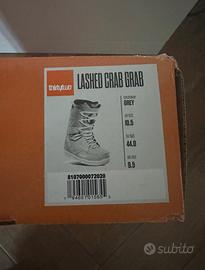 thirtytwo
LASHED CRAB GRAB
COLORWAY
GREY
US SIZE
10.5
EU SIZE
44.0
UK SIZE
9.5
8107000072020
subito